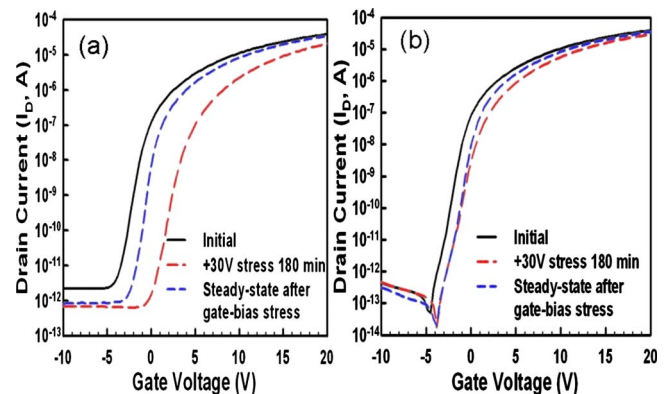 (a)
Drain Current (I_D, A)
10^-4
10^-5
10^-6
10^-7
10^-8
10^-9
10^-10
10^-11
10^-12
10^-13
Initial
+30V stress 180 min
Steady-state after
gate-bias stress
-10 -5 0 5 10 15 20
Gate Voltage (V)
(b)
Drain Current (I_D, A)
10^-4
10^-5
10^-6
10^-7
10^-8
10^-9
10^-10
10^-11
10^-12
10^-13
10^-14
Initial
+30V stress 180 min
Steady-state after
gate-bias stress
-10 -5 0 5 10 15 20
Gate Voltage (V)